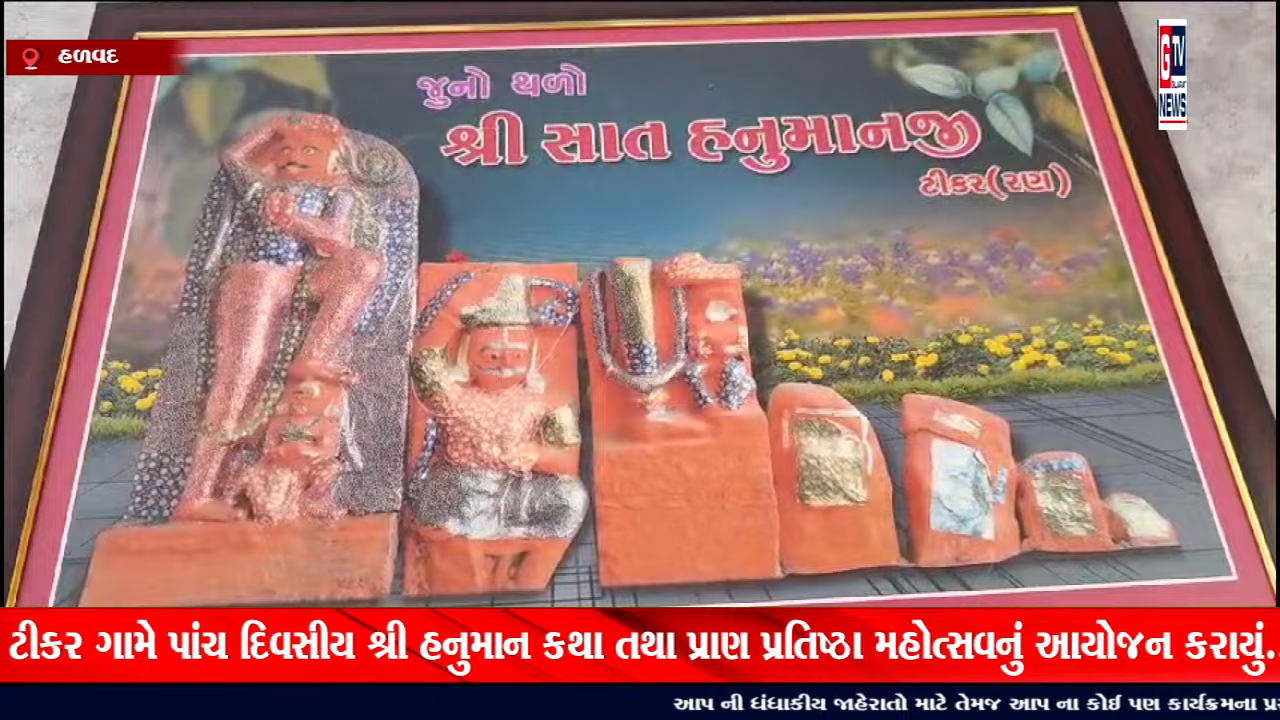 હળવદ
GTV
GUJARAT
NEWS
જુનો થળો
શ્રી સાત હનુમાનજી
ટીકર(રણ)
ટીકર ગામે પાંચ દિવસીય શ્રી હનુમાન કથા તથા પ્રાણ પ્રતિષ્ઠા મહોત્સવનું આયોજન કરાયું..
આપ ની ધંધાકીય જાહેરાતો માટે તેમજ આપ ના કોઈ પણ કાર્યક્રમના પ્ર